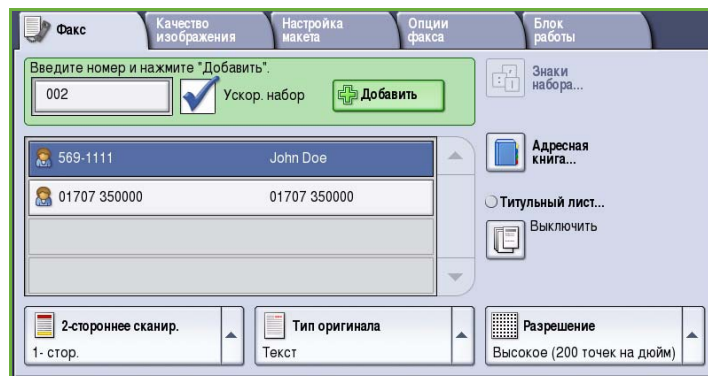 Факс
Качество
изображения
Настройка
макета
Опции
факса
Блок
работы
Введите номер и нажмите "Добавить".
002
Ускор. набор
Добавить
Знаки
набора...
569-1111 John Doe
01707 350000 01707 350000
Адресная
книга...
Титульный лист...
Выключить
2-стороннее сканир.
1- стор.
Тип оригинала
Текст
Разрешение
Высокое (200 точек на дюйм)